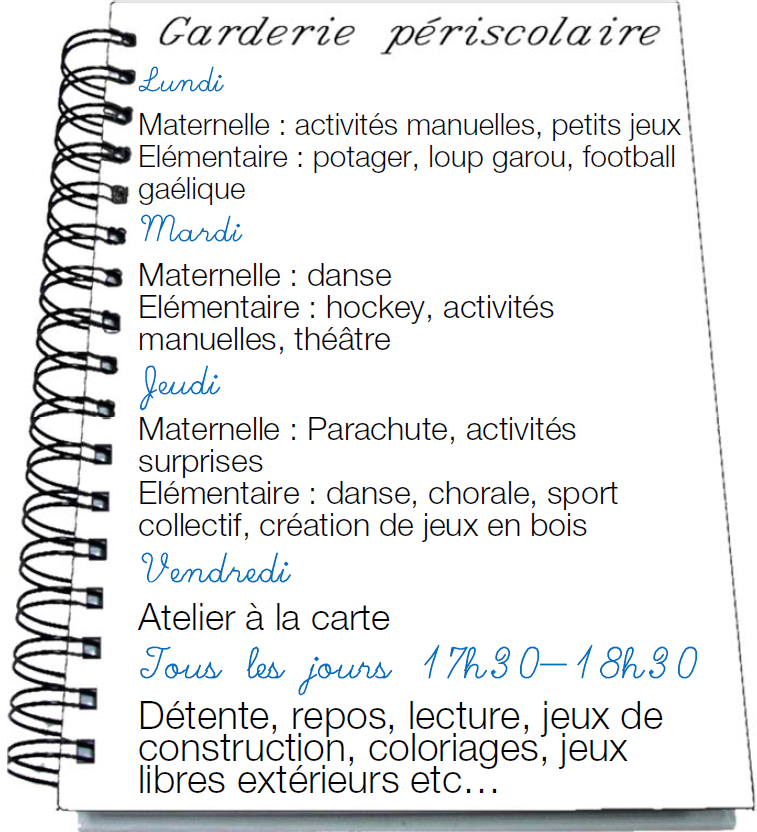 Garderie périscolaire
Lundi
Maternelle : activités manuelles, petits jeux
Elémentaire : potager, loup garou, football
gaélique
Mardi
Maternelle : danse
Elémentaire : hockey, activités
manuelles, théâtre
Jeudi
Maternelle : Parachute, activités
surprises
Elémentaire : danse, chorale, sport
collectif, création de jeux en bois
Vendredi
Atelier à la carte
Tous les jours 17h30–18h30
Détente, repos, lecture, jeux de
construction, coloriages, jeux
libres extérieurs etc...